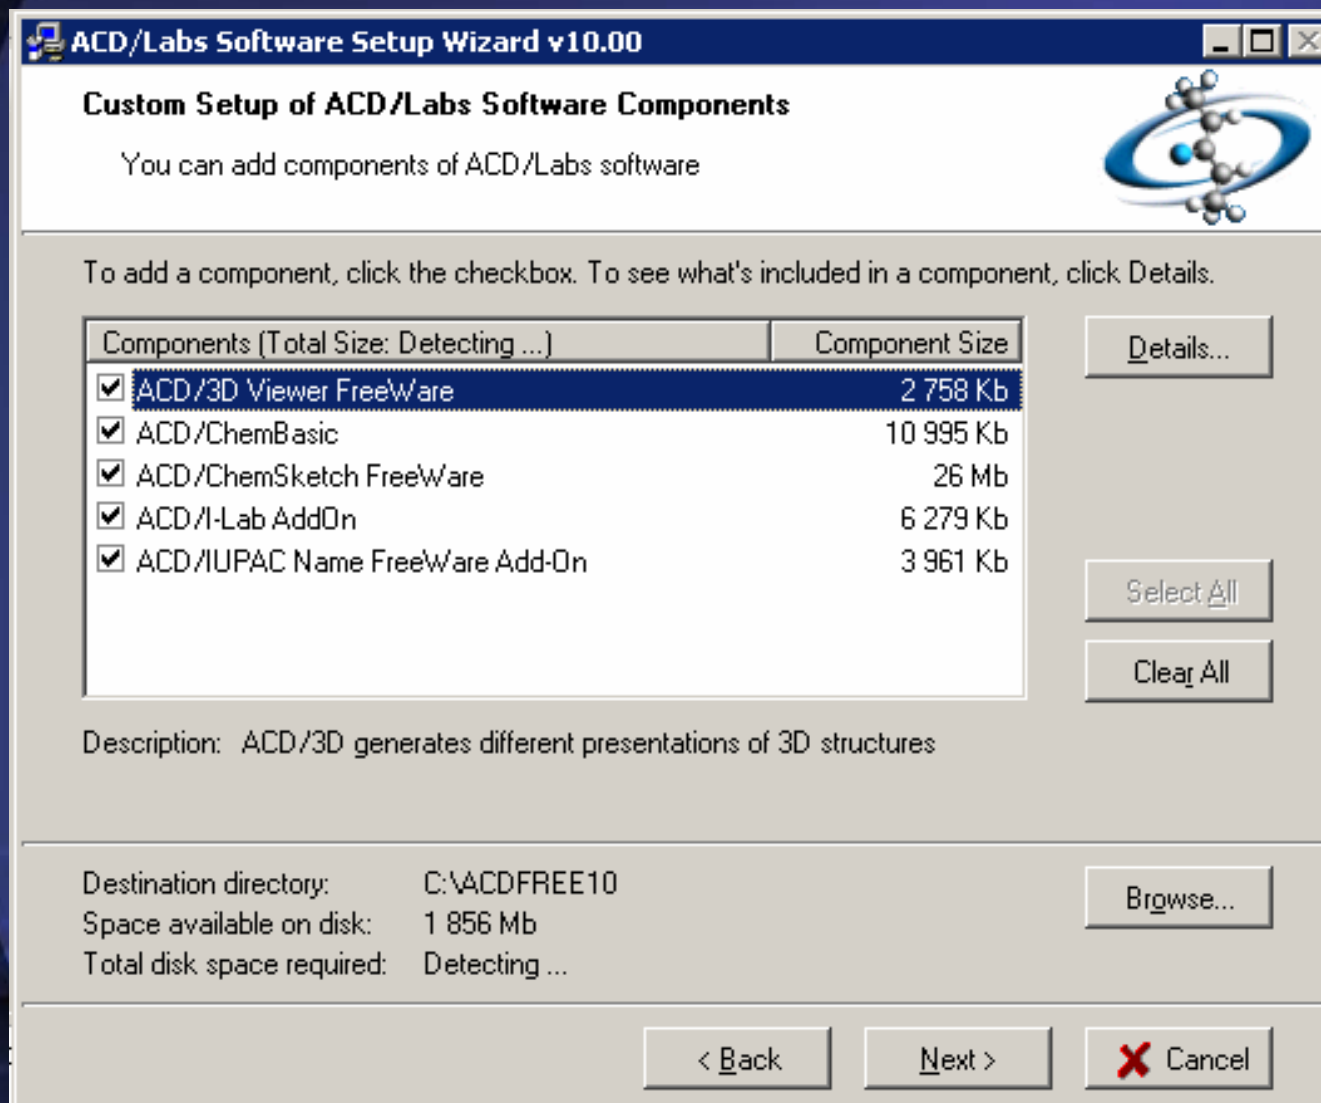 ACD/Labs Software Setup Wizard v10.00
Custom Setup of ACD/Labs Software Components
You can add components of ACD/Labs software
To add a component, click the checkbox. To see what's included in a component, click Details.
Components (Total Size: Detecting ...) Component Size
Details...
ACD/3D Viewer FreeWare 2 758 Kb
ACD/ChemBasic 10 995 Kb
ACD/ChemSketch FreeWare 26 Mb
ACD/I-Lab AddOn 6 279 Kb
ACD/IUPAC Name FreeWare Add-On 3 961 Kb
Select All
Clear All
Description: ACD/3D generates different presentations of 3D structures
Destination directory: C:\ACDFREE10
Browse...
Space available on disk: 1 856 Mb
Total disk space required: Detecting ...
< Back Next > Cancel